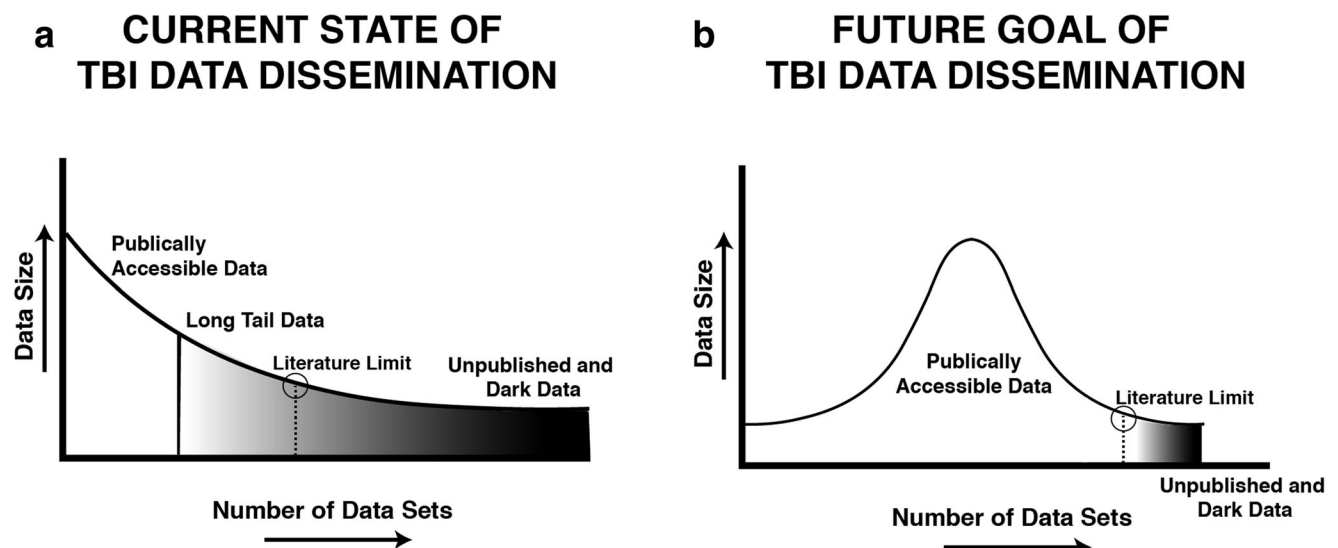 a
CURRENT STATE OF
TBI DATA DISSEMINATION
Data Size
Publically
Accessible Data
Long Tail Data
Literature Limit
Unpublished and
Dark Data
Number of Data Sets
b
FUTURE GOAL OF
TBI DATA DISSEMINATION
Data Size
Publically
Accessible Data
Literature Limit
Unpublished and
Dark Data
Number of Data Sets